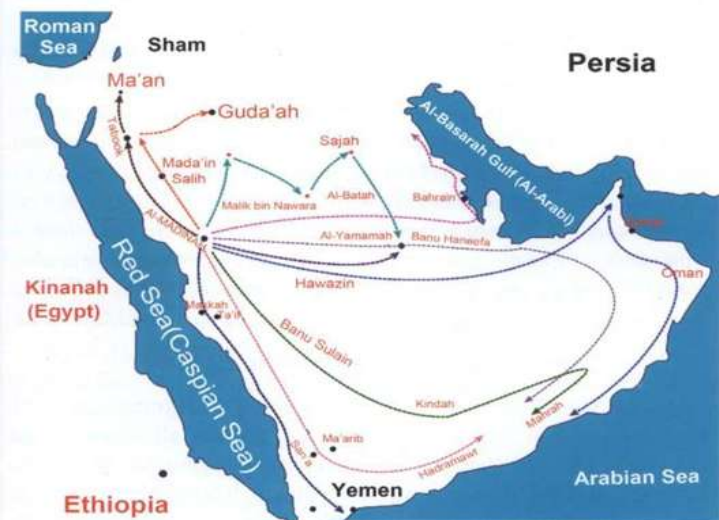 Roman
Sea
Sham
Persia
Ma'an
Guda'ah
Tabook
Sajah
Mada'in
Salih
Malik bin Nawara
Al-Batah
Bahrain
Al-Basarah Gulf (Al-Arabi)
Al-MADINAH
Al-Yamamah
Banu Haneefa
Oman
Hawazin
Kinanah
(Egypt)
Red Sea(Caspian Sea)
Makkah
Ta'if
Banu Sulain
Kindah
Mahrah
Ma'arib
San'a
Hadramawt
Yemen
Arabian Sea
Ethiopia